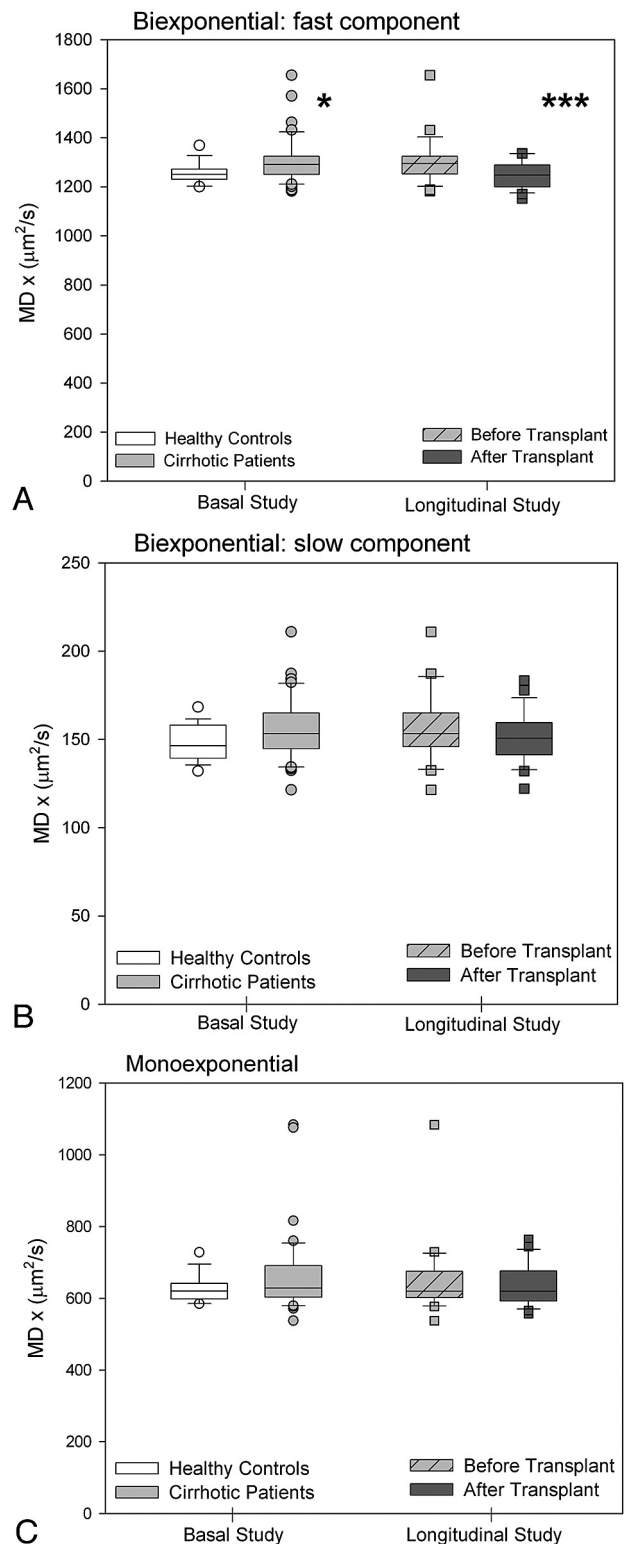 Biexponential: fast component
1800
1600
1400
1200
1000
800
600
400
200
0
MD x (μm²/s)
*
***
Healthy Controls
Cirrhotic Patients
Before Transplant
After Transplant
Basal Study
Longitudinal Study
A
Biexponential: slow component
250
200
150
100
50
0
MD x (μm²/s)
Healthy Controls
Cirrhotic Patients
Before Transplant
After Transplant
Basal Study
Longitudinal Study
B
Monoexponential
1200
1000
800
600
400
200
0
MD x (μm²/s)
Healthy Controls
Cirrhotic Patients
Before Transplant
After Transplant
Basal Study
Longitudinal Study
C